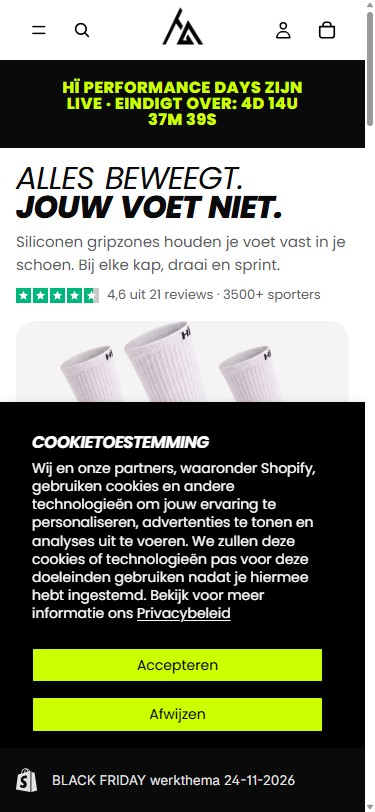 HÏ PERFORMANCE DAYS ZIJN
LIVE · EINDIGT OVER: 4D 14U
37M 39S
ALLES BEWEEGT.
JOUW VOET NIET.
Siliconen gripzones houden je voet vast in je
schoen. Bij elke kap, draai en sprint.
4,6 uit 21 reviews · 3500+ sporters
HÏ
HÏ
HÏ
COOKIETOESTEMMING
Wij en onze partners, waaronder Shopify,
gebruiken cookies en andere
technologieën om jouw ervaring te
personaliseren, advertenties te tonen en
analyses uit te voeren. We zullen deze
cookies of technologieën pas voor deze
doeleinden gebruiken nadat je hiermee
hebt ingestemd. Bekijk voor meer
informatie ons Privacybeleid
Accepteren
Afwijzen
BLACK FRIDAY werkthema 24-11-2026